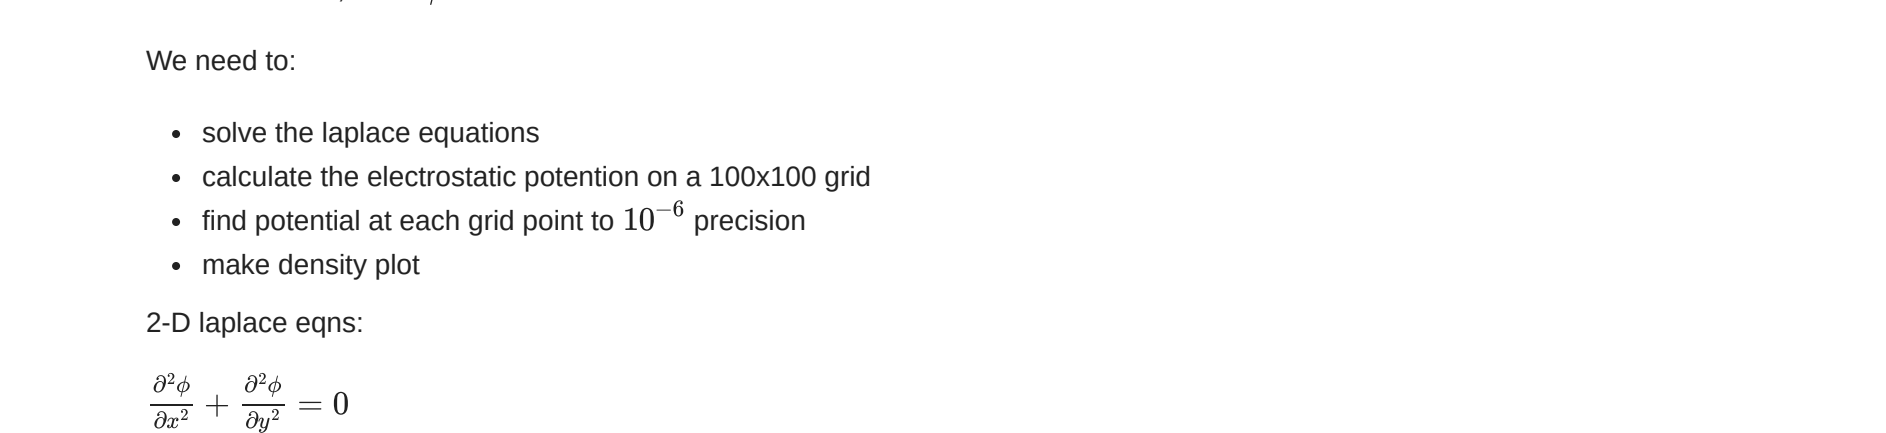 We need to:
• solve the laplace equations
• calculate the electrostatic potention on a 100x100 grid
• find potential at each grid point to 10⁻⁶ precision
• make density plot
2-D laplace eqns:
∂²ϕ/∂x² + ∂²ϕ/∂y² = 0